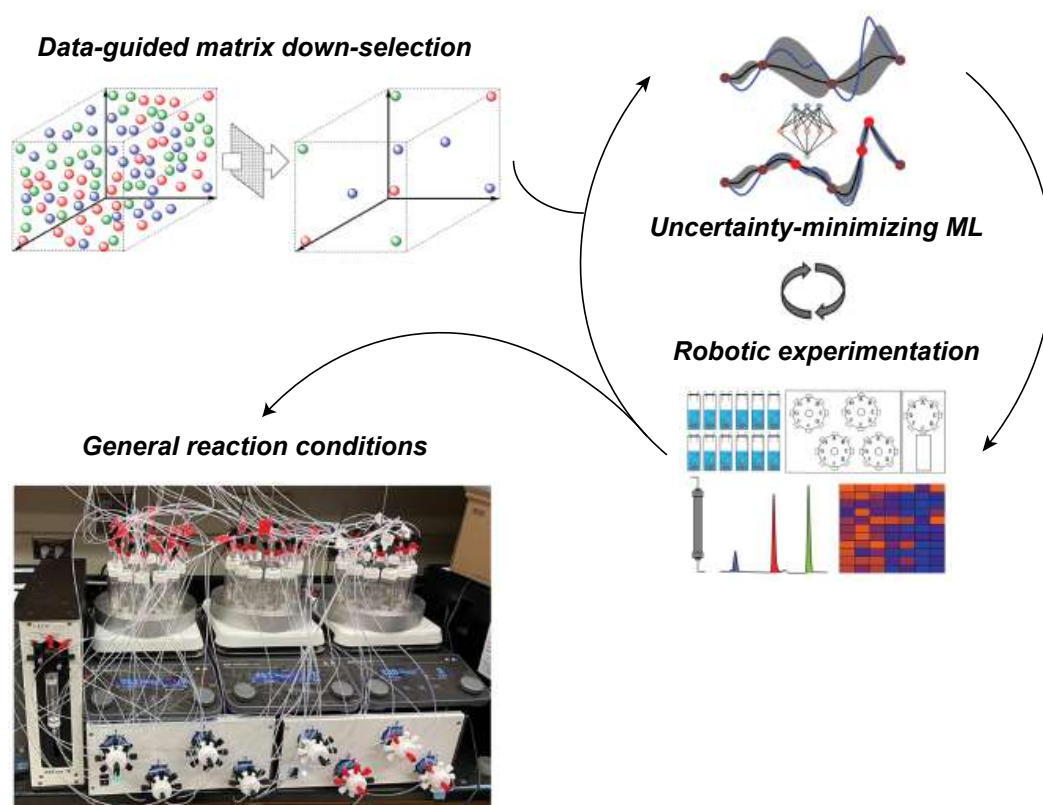 Data-guided matrix down-selection
Uncertainty-minimizing ML
Robotic experimentation
General reaction conditions